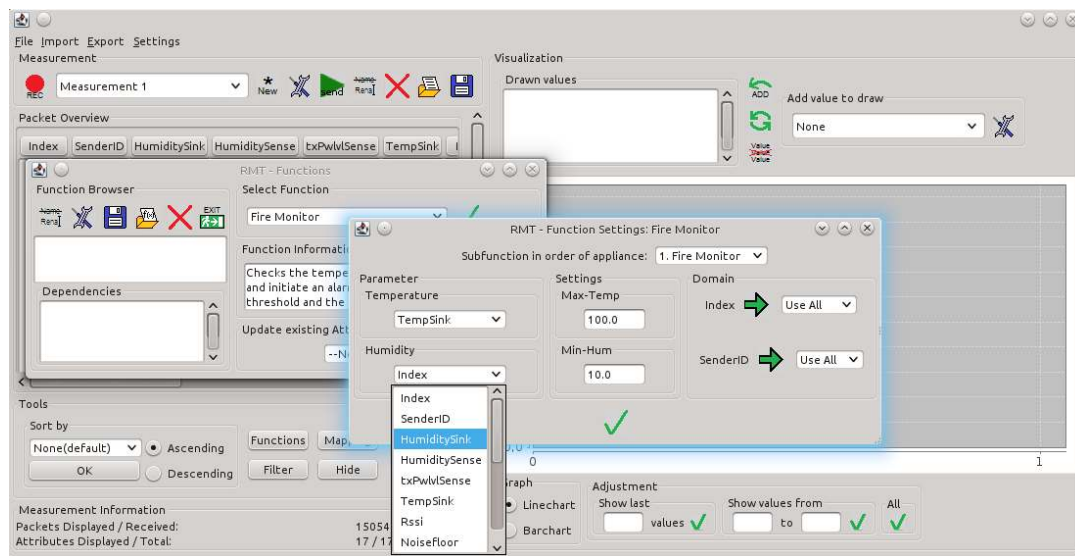 File Import Export Settings
Measurement
REC
Measurement 1
New
send
Name
Rena
Packet Overview
Index SenderID HumiditySink HumiditySense txPwlvlSense TempSink
Visualization
Drawn values
ADD
Value
Value
Value
Add value to draw
None
RMT - Functions
Function Browser
Name
Rena
f(x)
EXIT
Dependencies
Select Function
Fire Monitor
Function Informati
Checks the tempe
and initiate an alar
threshold and the
Update existing Att
--N
RMT - Function Settings: Fire Monitor
Subfunction in order of appliance: 1. Fire Monitor
Parameter
Temperature
TempSink
Humidity
Index
Index
SenderID
HumiditySink
HumiditySense
txPwlvlSense
TempSink
Rssi
Noisefloor
Settings
Max-Temp
100.0
Min-Hum
10.0
Domain
Index Use All
SenderID Use All
Tools
Sort by
None(default) Ascending
OK Descending
Functions Map
Filter Hide
0,0
0 1
Measurement Information
Packets Displayed / Received: 15054
Attributes Displayed / Total: 17 / 17
raph
Linechart
Barchart
Adjustment
Show last
values
Show values from
to
All